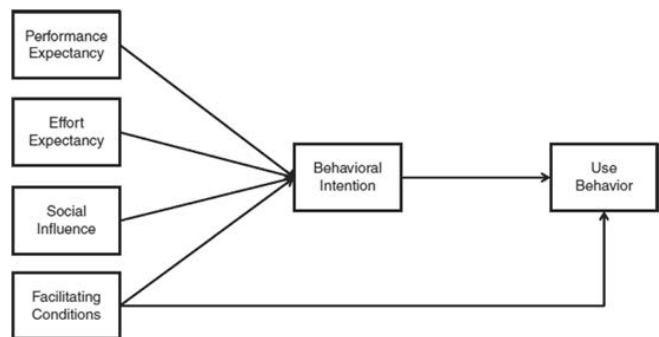 Performance
Expectancy
Effort
Expectancy
Social
Influence
Facilitating
Conditions
Behavioral
Intention
Use
Behavior